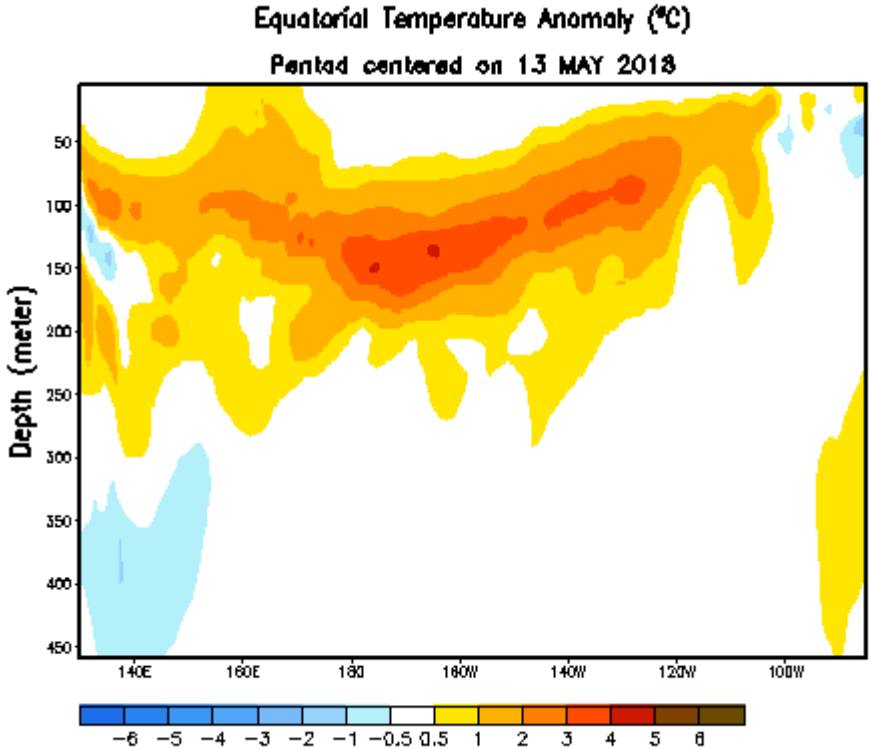 Equatorial Temperature Anomaly (°C)
Pentad centered on 13 MAY 2018
Depth (meter)
50
100
150
200
250
300
350
400
450
140E 160E 180 160W 140W 120W 100W
-6 -5 -4 -3 -2 -1 -0.5 0.5 1 2 3 4 5 6